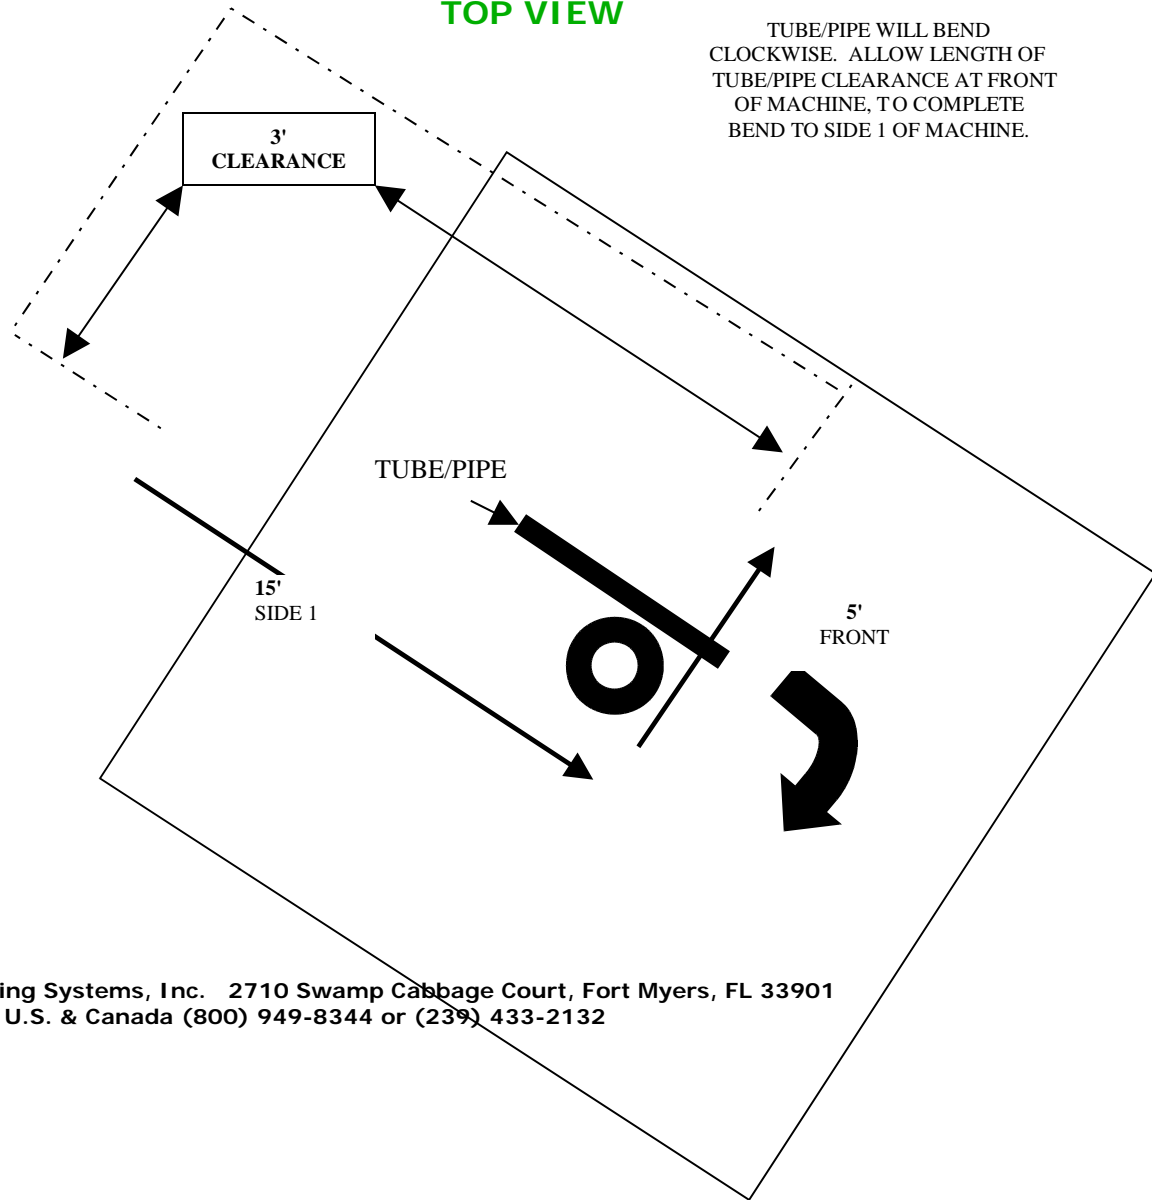 TOP VIEW
TUBE/PIPE WILL BEND
CLOCKWISE. ALLOW LENGTH OF
TUBE/PIPE CLEARANCE AT FRONT
OF MACHINE, TO COMPLETE
BEND TO SIDE 1 OF MACHINE.
3'
CLEARANCE
TUBE/PIPE
15'
SIDE 1
5'
FRONT
ing Systems, Inc. 2710 Swamp Cabbage Court, Fort Myers, FL 33901
U.S. & Canada (800) 949-8344 or (239) 433-2132